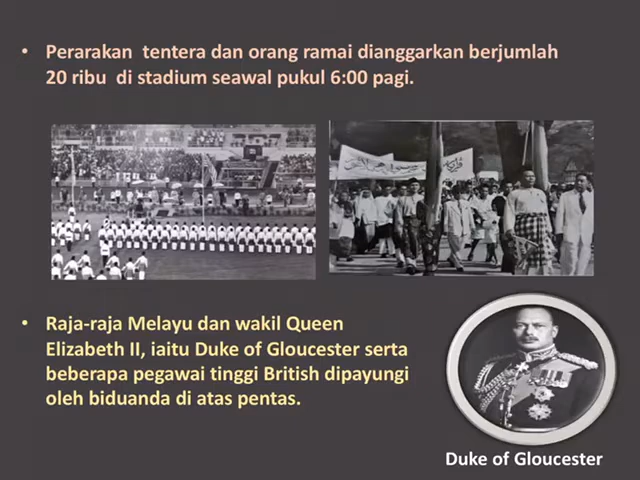 • Perarakan tentera dan orang ramai dianggarkan berjumlah
20 ribu di stadium seawal pukul 6:00 pagi.
• Raja-raja Melayu dan wakil Queen
Elizabeth II, iaitu Duke of Gloucester serta
beberapa pegawai tinggi British dipayungi
oleh biduanda di atas pentas.
Duke of Gloucester